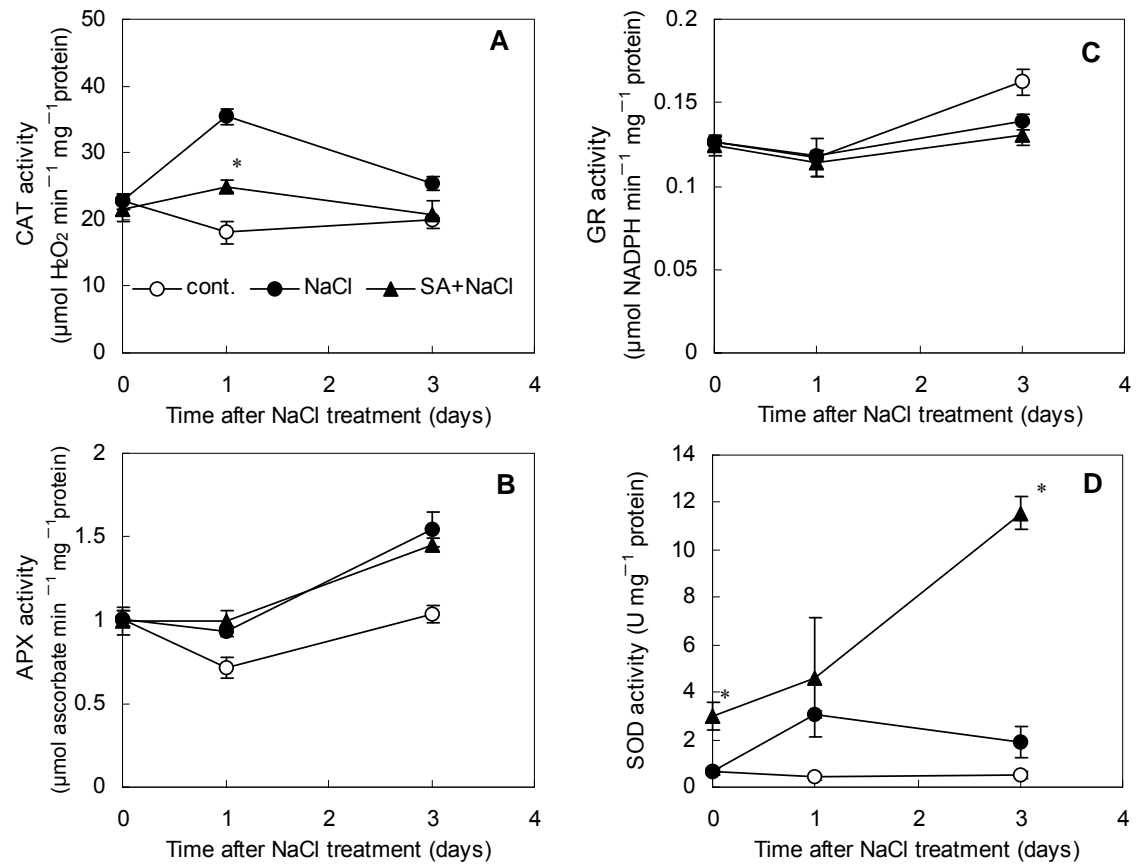 A
50
40
30
20
10
0
CAT activity
(μmol H₂O₂ min⁻¹ mg⁻¹protein)
*
cont.
NaCl
SA+NaCl
0 1 2 3 4
Time after NaCl treatment (days)
C
0.2
0.15
0.1
0.05
0
GR activity
(μmol NADPH min⁻¹ mg⁻¹ protein)
0 1 2 3 4
Time after NaCl treatment (days)
B
2
1.5
1
0.5
0
APX activity
(μmol ascorbate min⁻¹ mg⁻¹protein)
0 1 2 3 4
Time after NaCl treatment (days)
D
14
12
10
8
6
4
2
0
SOD activity (U mg⁻¹ protein)
*
*
0 1 2 3 4
Time after NaCl treatment (days)